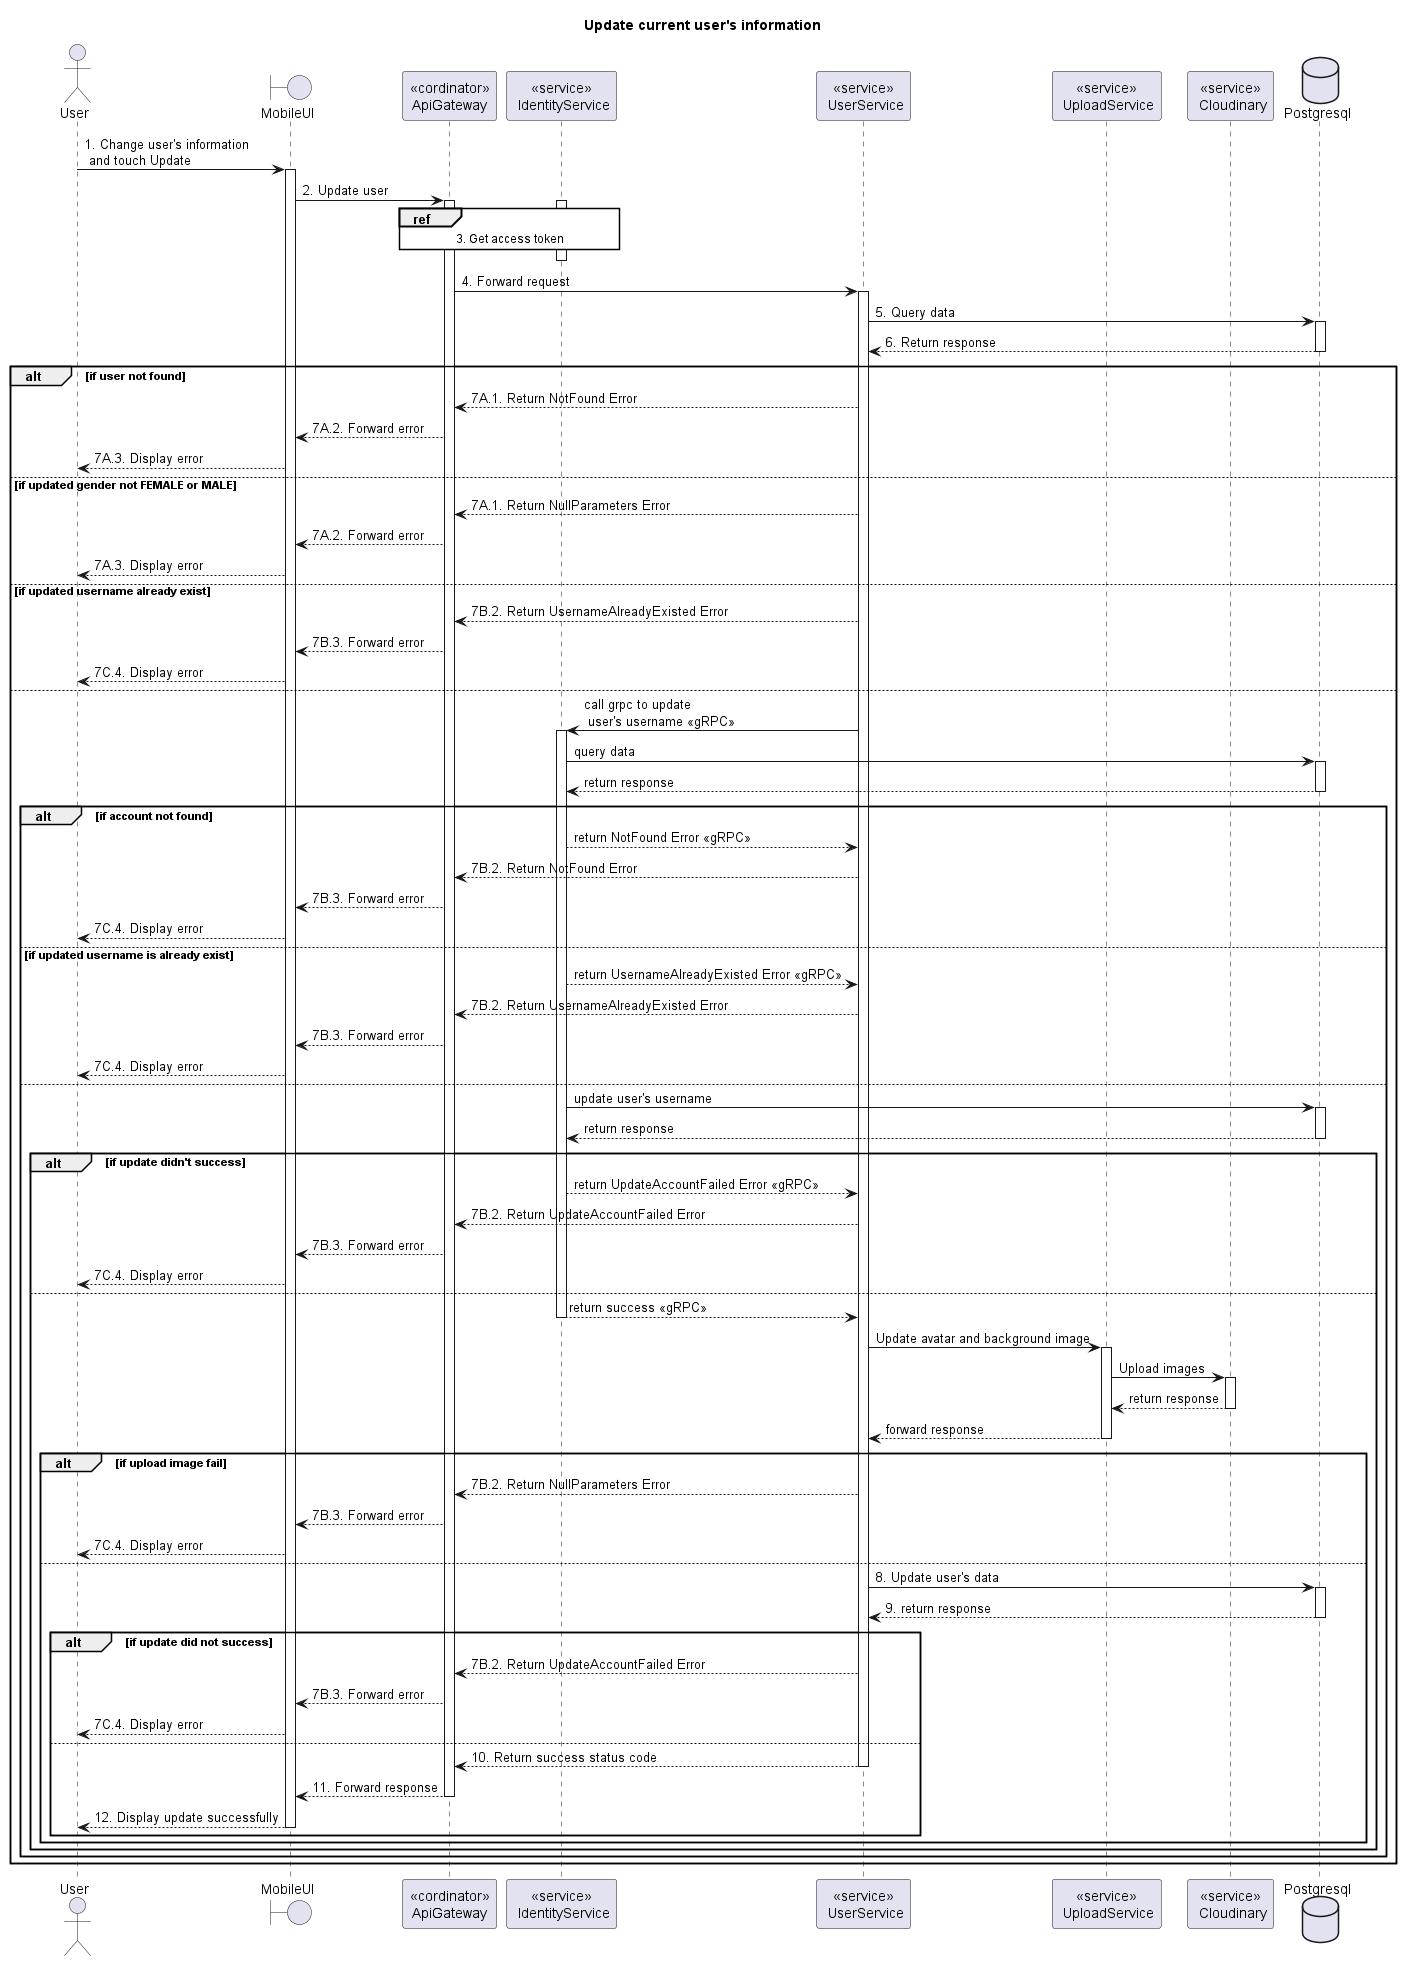 Update current user's information
User
MobileUI
«cordinator»
ApiGateway
«service»
IdentityService
«service»
UserService
«service»
UploadService
«service»
Cloudinary
Postgresql
1. Change user's information
and touch Update
2. Update user
ref
3. Get access token
4. Forward request
5. Query data
6. Return response
alt [if user not found]
7A.1. Return NotFound Error
7A.2. Forward error
7A.3. Display error
[if updated gender not FEMALE or MALE]
7A.1. Return NullParameters Error
7A.2. Forward error
7A.3. Display error
[if updated username already exist]
7B.2. Return UsernameAlreadyExisted Error
7B.3. Forward error
7C.4. Display error
call grpc to update
user's username «gRPC»
query data
return response
alt [if account not found]
return NotFound Error «gRPC»
7B.2. Return NotFound Error
7B.3. Forward error
7C.4. Display error
[if updated username is already exist]
return UsernameAlreadyExisted Error «gRPC»
7B.2. Return UsernameAlreadyExisted Error
7B.3. Forward error
7C.4. Display error
update user's username
return response
alt [if update didn't success]
return UpdateAccountFailed Error «gRPC»
7B.2. Return UpdateAccountFailed Error
7B.3. Forward error
7C.4. Display error
return success «gRPC»
Update avatar and background image
Upload images
return response
forward response
alt [if upload image fail]
7B.2. Return NullParameters Error
7B.3. Forward error
7C.4. Display error
8. Update user's data
9. return response
alt [if update did not success]
7B.2. Return UpdateAccountFailed Error
7B.3. Forward error
7C.4. Display error
10. Return success status code
11. Forward response
12. Display update successfully
User
MobileUI
«cordinator»
ApiGateway
«service»
IdentityService
«service»
UserService
«service»
UploadService
«service»
Cloudinary
Postgresql